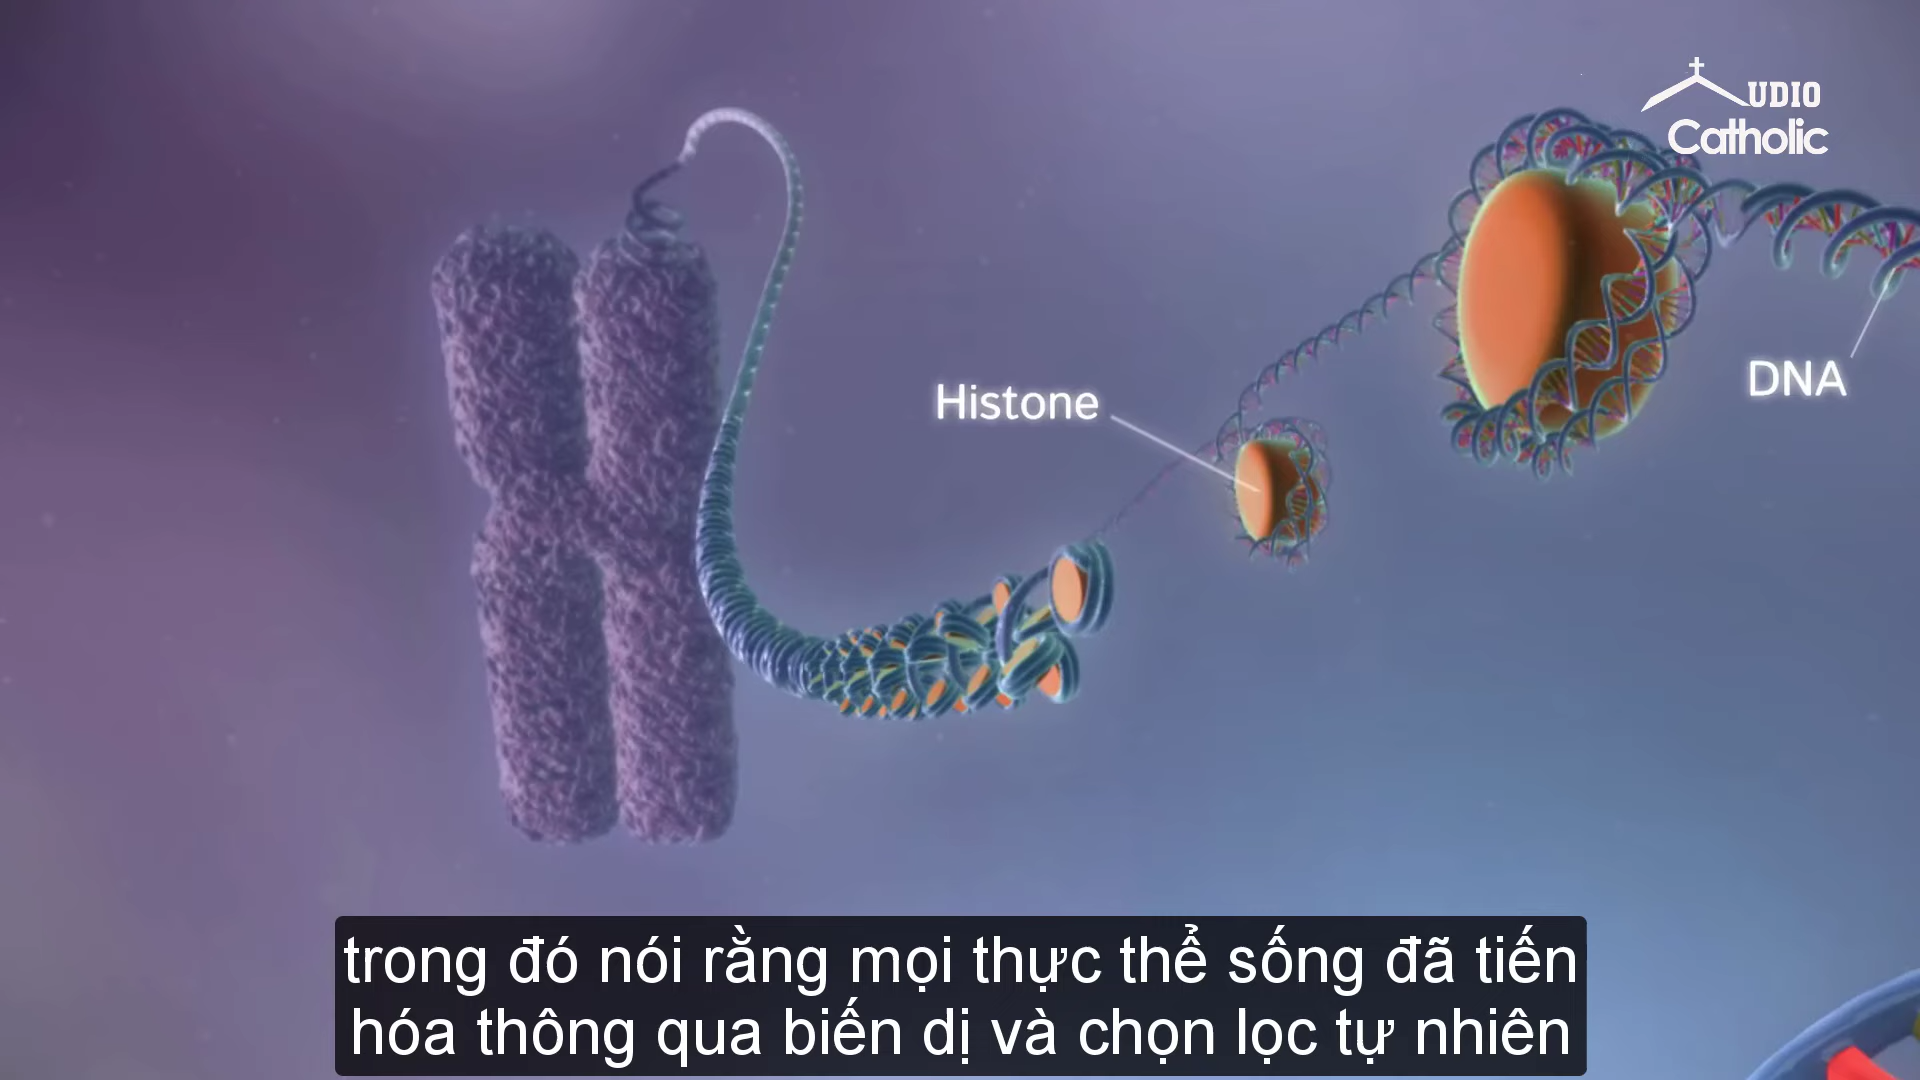 UDIO
Catholic
Histone
DNA
trong đó nói rằng mọi thực thể sống đã tiến
hóa thông qua biến dị và chọn lọc tự nhiên